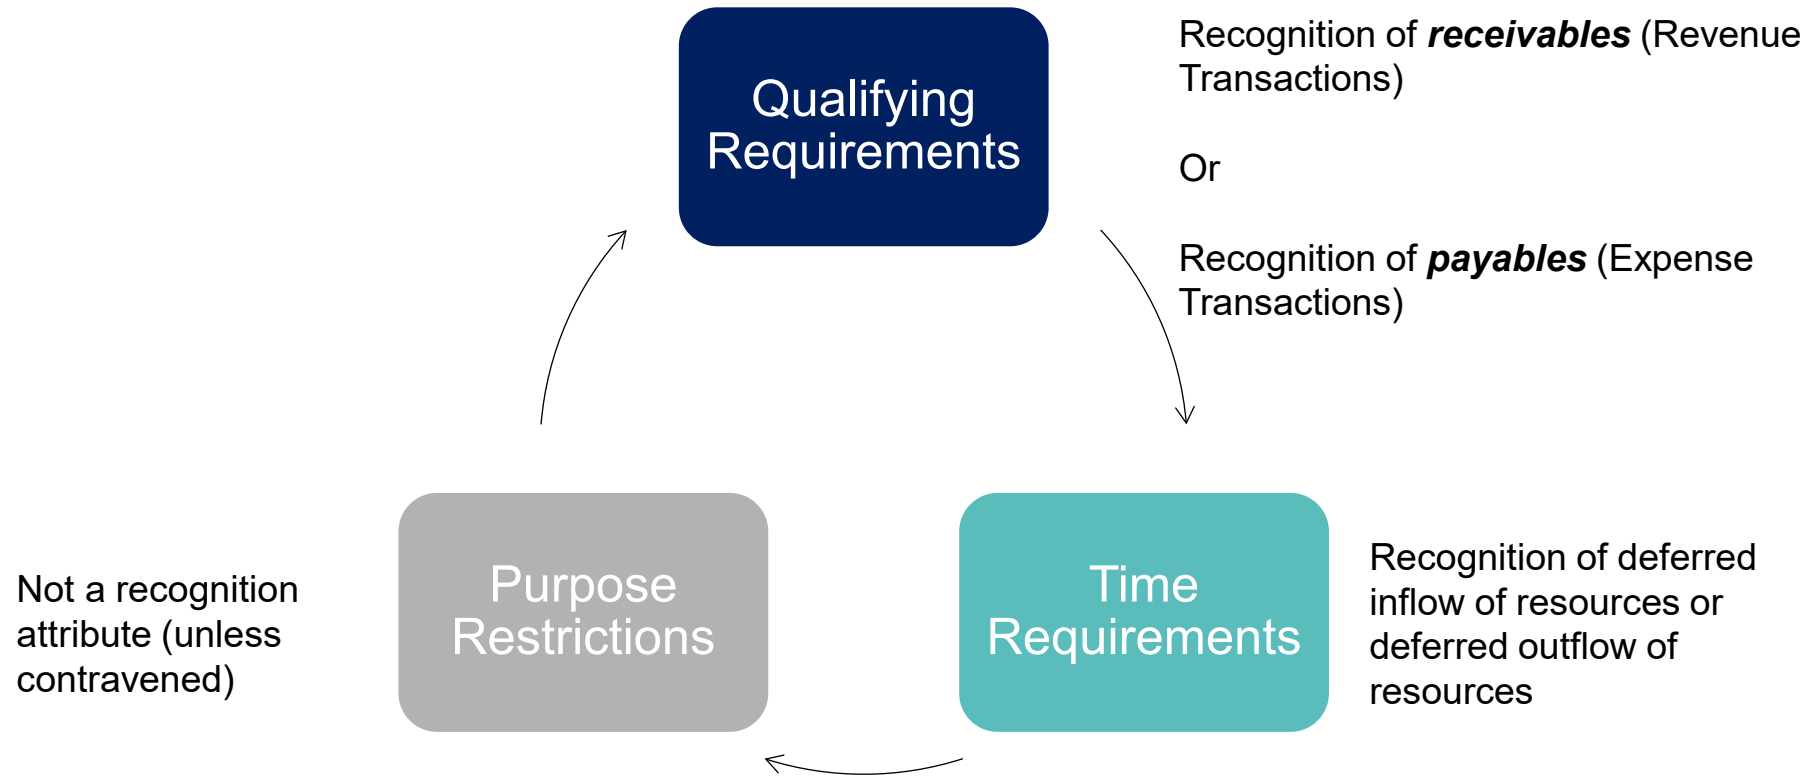 Qualifying
Requirements
Recognition of receivables (Revenue
Transactions)
Or
Recognition of payables (Expense
Transactions)
Time
Requirements
Recognition of deferred
inflow of resources or
deferred outflow of
resources
Purpose
Restrictions
Not a recognition
attribute (unless
contravened)